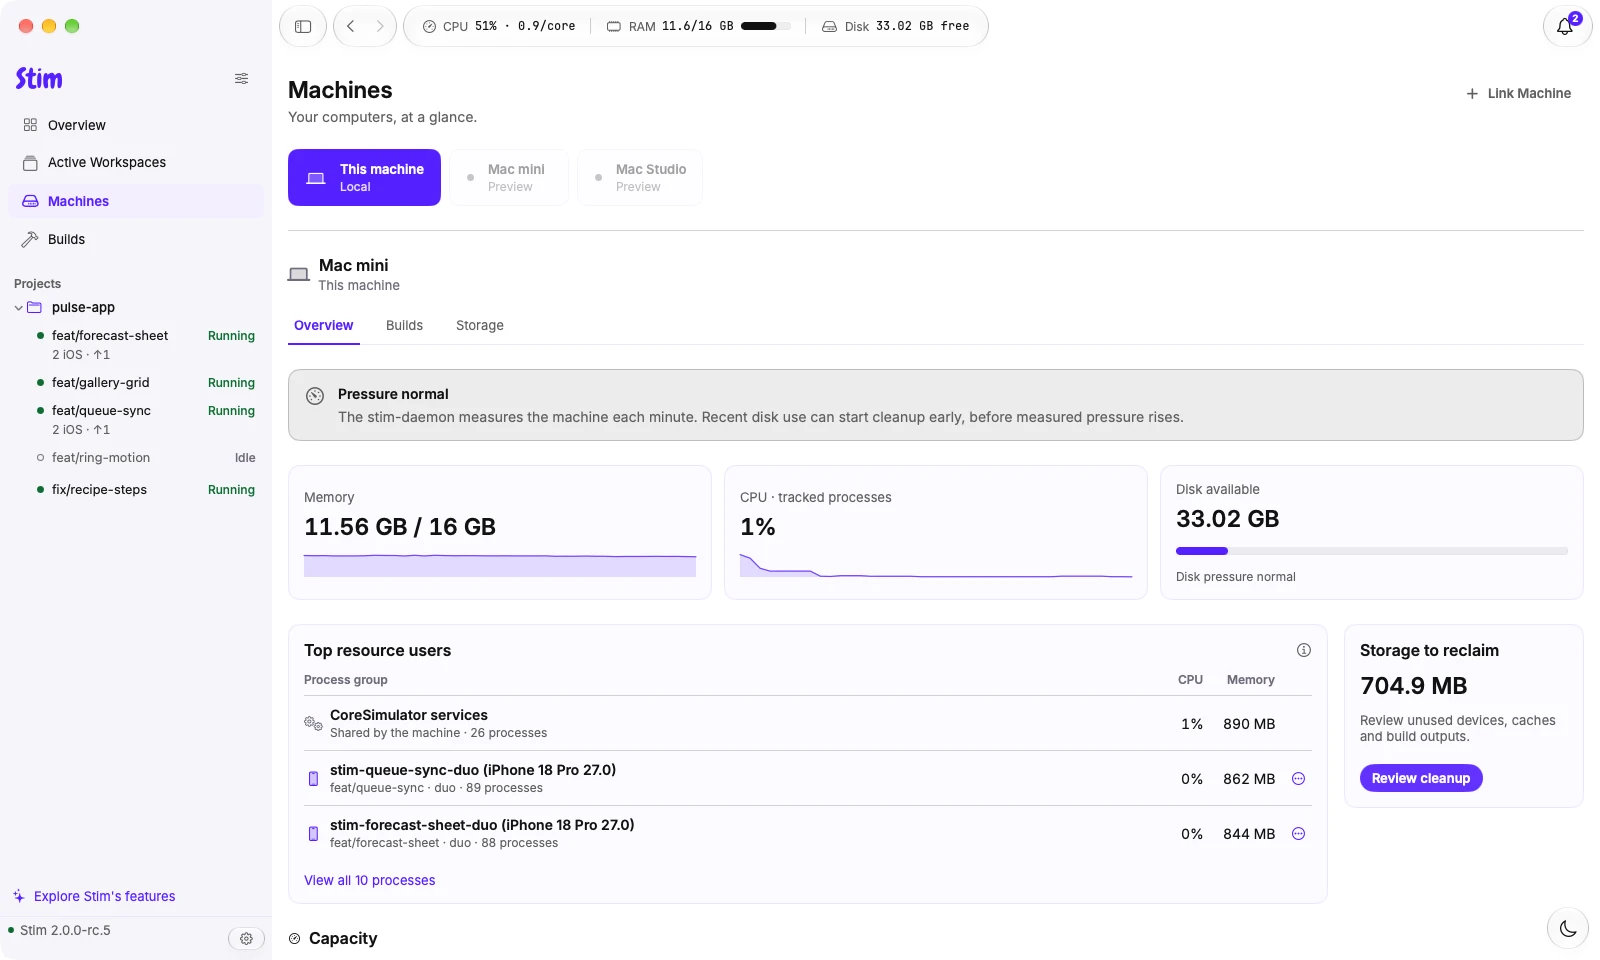 CPU 51% · 0.9/core
RAM 11.6/16 GB
Disk 33.02 GB free
2
Stim
Overview
Active Workspaces
Machines
Builds
Projects
pulse-app
feat/forecast-sheet Running
2 iOS · ↑1
feat/gallery-grid Running
feat/queue-sync Running
2 iOS · ↑1
feat/ring-motion Idle
fix/recipe-steps Running
Explore Stim's features
Stim 2.0.0-rc.5
Machines
Your computers, at a glance.
Link Machine
This machine
Local
Mac mini
Preview
Mac Studio
Preview
Mac mini
This machine
Overview Builds Storage
Pressure normal
The stim-daemon measures the machine each minute. Recent disk use can start cleanup early, before measured pressure rises.
Memory
11.56 GB / 16 GB
CPU · tracked processes
1%
Disk available
33.02 GB
Disk pressure normal
Top resource users
Process group CPU Memory
CoreSimulator services
Shared by the machine · 26 processes
1% 890 MB
stim-queue-sync-duo (iPhone 18 Pro 27.0)
feat/queue-sync · duo · 89 processes
0% 862 MB
stim-forecast-sheet-duo (iPhone 18 Pro 27.0)
feat/forecast-sheet · duo · 88 processes
0% 844 MB
View all 10 processes
Storage to reclaim
704.9 MB
Review unused devices, caches
and build outputs.
Review cleanup
Capacity